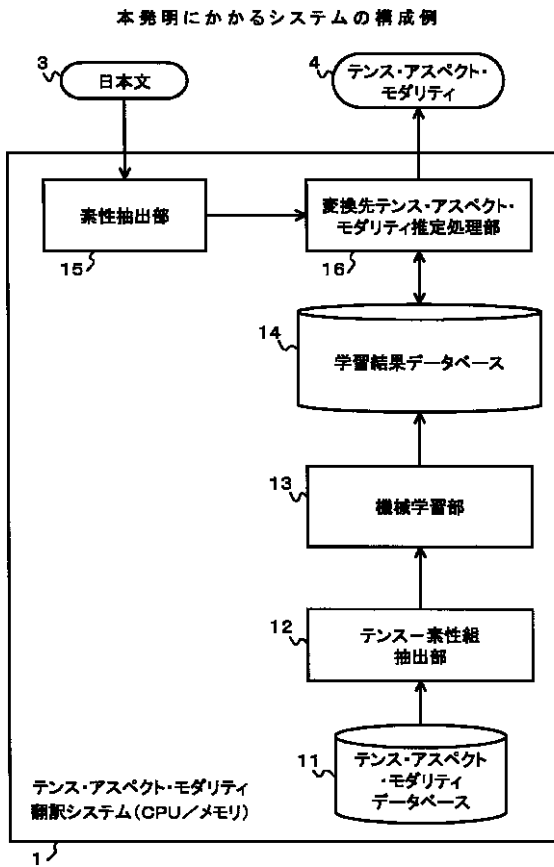 本発明にかかるシステムの構成例
3
日本文
4
テンス・アスペクト・
モダリティ
素性抽出部
15
変換先テンス・アスペクト・
モダリティ推定処理部
16
14
学習結果データベース
13
機械学習部
12
テンスー素性組
抽出部
11
テンス・アスペクト
・モダリティ
データベース
テンス・アスペクト・モダリティ
翻訳システム(CPU/メモリ)
1